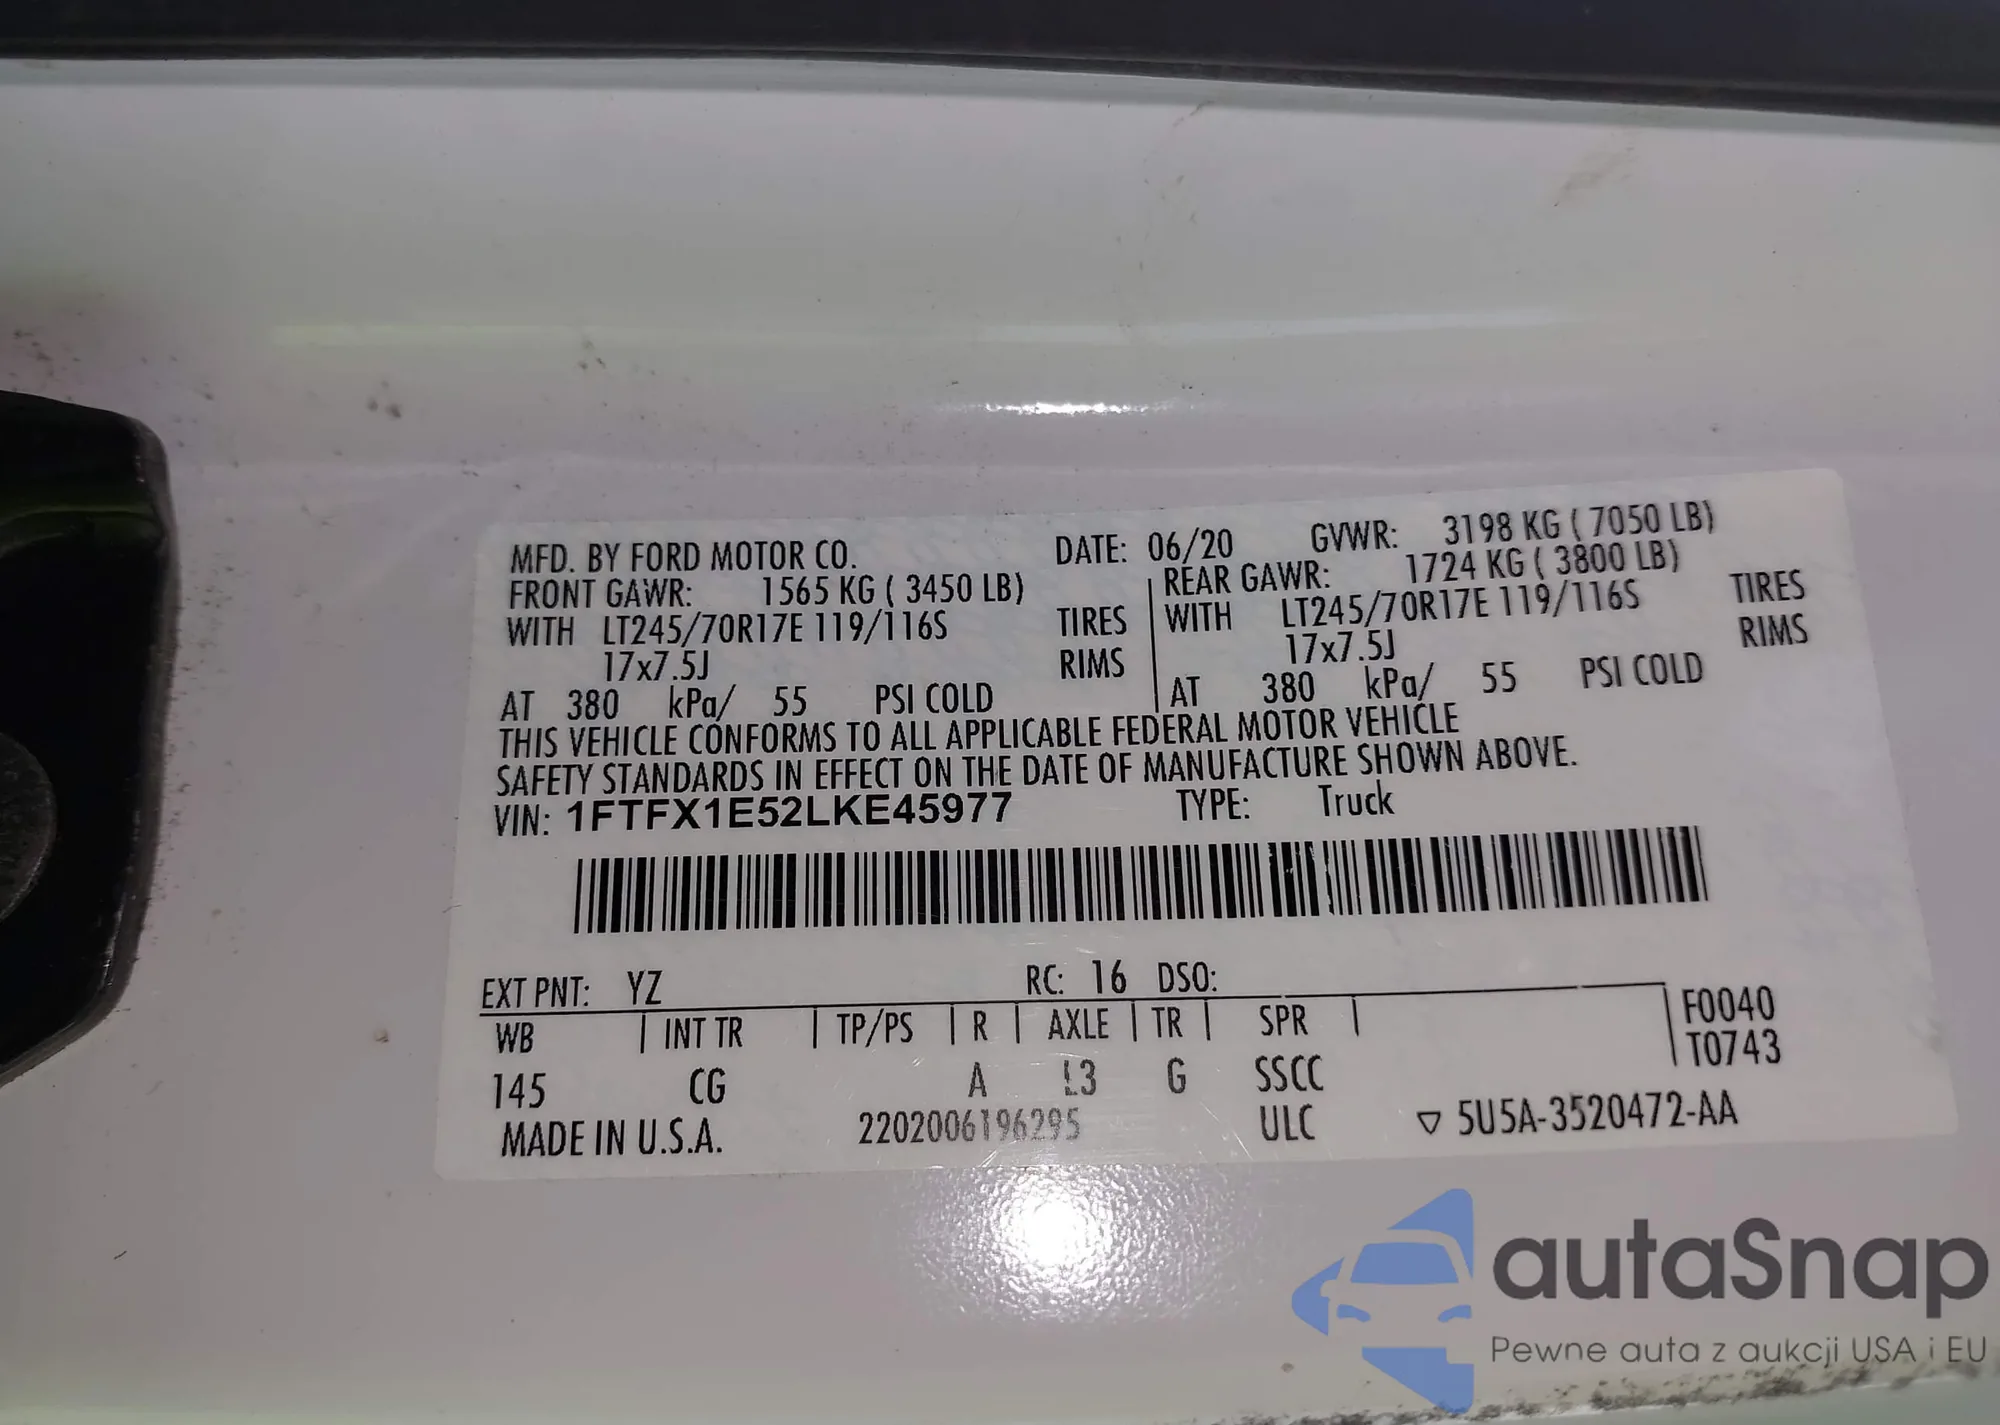 MFD. BY FORD MOTOR CO. DATE: 06/20 GVWR: 3198 KG ( 7050 LB)
FRONT GAWR: 1565 KG ( 3450 LB) REAR GAWR: 1724 KG ( 3800 LB)
WITH LT245/70R17E 119/116S TIRES WITH LT245/70R17E 119/116S TIRES
17x7.5J RIMS 17x7.5J RIMS
AT 380 kPa/ 55 PSI COLD AT 380 kPa/ 55 PSI COLD
THIS VEHICLE CONFORMS TO ALL APPLICABLE FEDERAL MOTOR VEHICLE
SAFETY STANDARDS IN EFFECT ON THE DATE OF MANUFACTURE SHOWN ABOVE.
VIN: 1FTFX1E52LKE45977 TYPE: Truck
EXT PNT: YZ RC: 16 DSO:
WB INT TR TP/PS R AXLE TR SPR F0040
T0743
145 CG A L3 G SSCC
MADE IN U.S.A. 2202006196295 ULC ▽ 5U5A-3520472-AA
autaSnap
Pewne auta z aukcji USA i EU